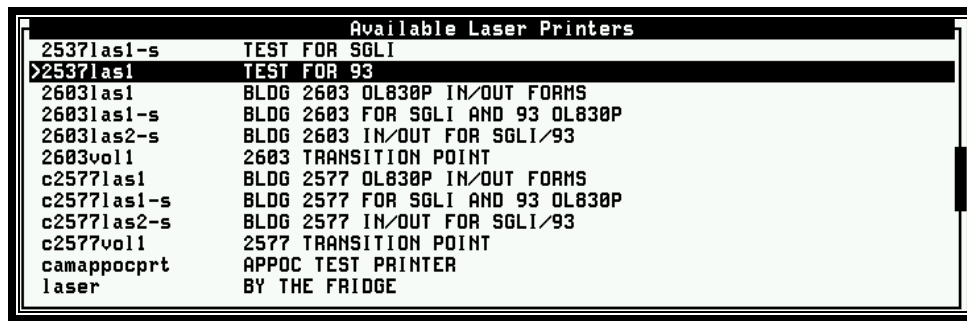 Available Laser Printers
2537las1-s TEST FOR SGLI
>2537las1 TEST FOR 93
2603las1 BLDG 2603 OL830P IN/OUT FORMS
2603las1-s BLDG 2603 FOR SGLI AND 93 OL830P
2603las2-s BLDG 2603 IN/OUT FOR SGLI/93
2603vol1 2603 TRANSITION POINT
c2577las1 BLDG 2577 OL830P IN/OUT FORMS
c2577las1-s BLDG 2577 FOR SGLI AND 93 OL830P
c2577las2-s BLDG 2577 IN/OUT FOR SGLI/93
c2577vol1 2577 TRANSITION POINT
camappocprt APPOC TEST PRINTER
laser BY THE FRIDGE